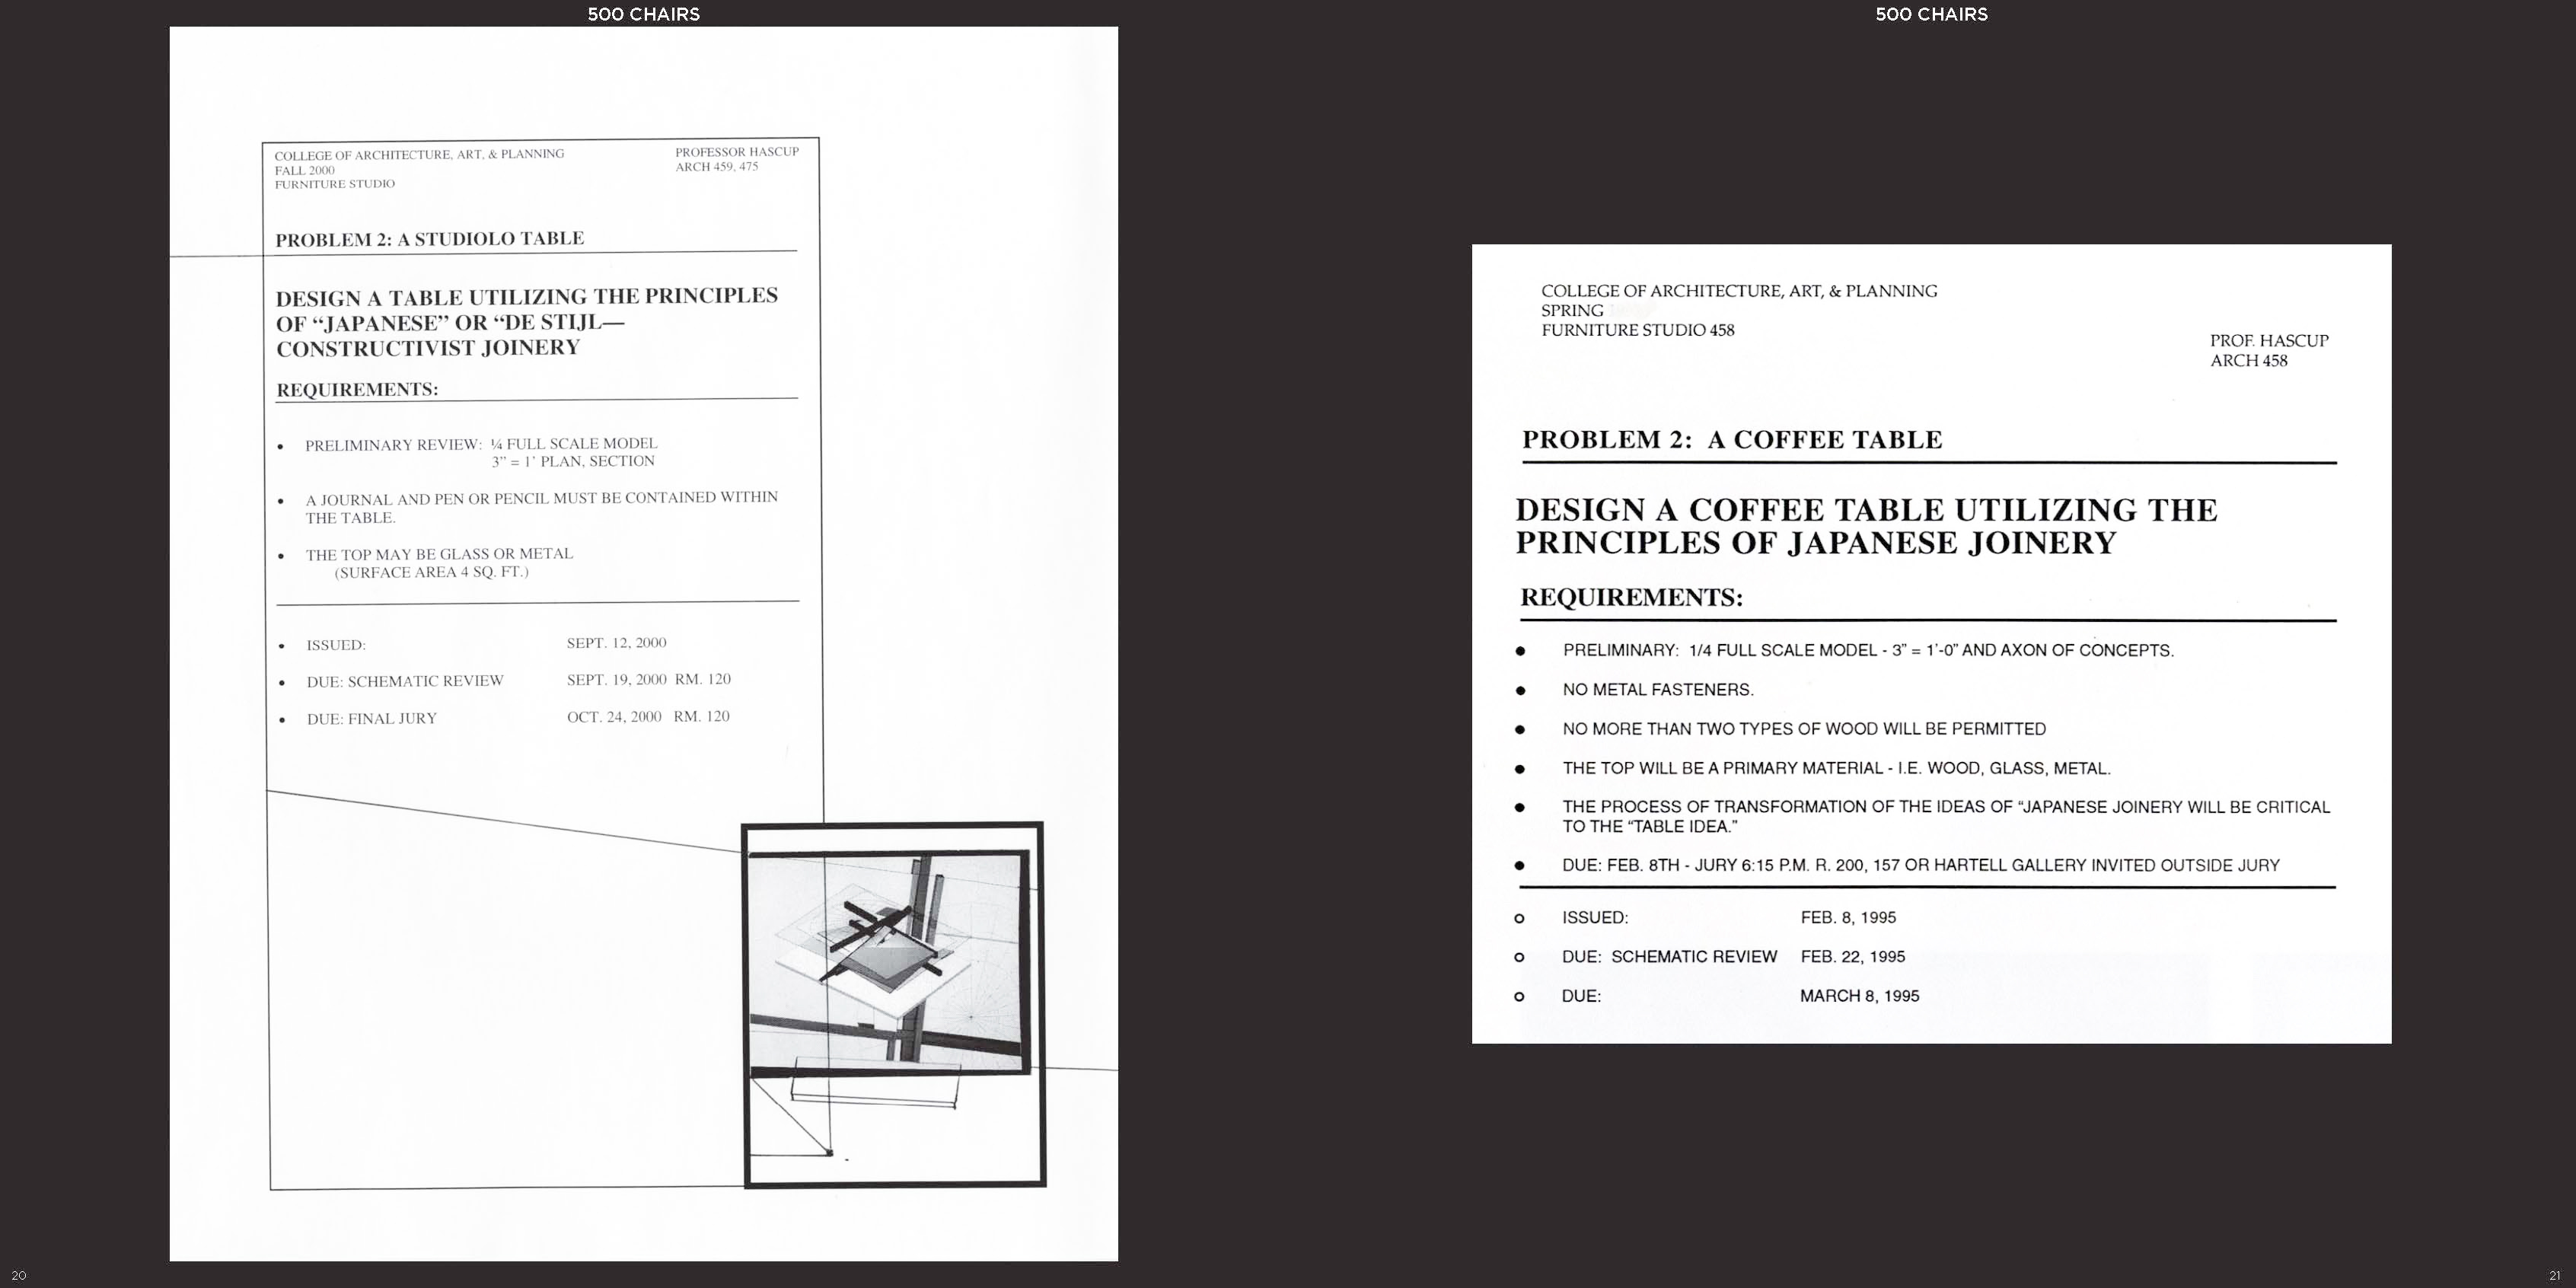 500 CHAIRS
COLLEGE OF ARCHITECTURE, ART, & PLANNING
FALL 2000
FURNITURE STUDIO
PROFESSOR HASCUP
ARCH 459, 475
PROBLEM 2: A STUDIOLO TABLE
DESIGN A TABLE UTILIZING THE PRINCIPLES
OF “JAPANESE” OR “DE STIJL—
CONSTRUCTIVIST JOINERY
REQUIREMENTS:
• PRELIMINARY REVIEW: ¼ FULL SCALE MODEL
3” = 1’ PLAN, SECTION
• A JOURNAL AND PEN OR PENCIL MUST BE CONTAINED WITHIN
THE TABLE.
• THE TOP MAY BE GLASS OR METAL
(SURFACE AREA 4 SQ. FT.)
• ISSUED: SEPT. 12, 2000
• DUE: SCHEMATIC REVIEW SEPT. 19, 2000 RM. 120
• DUE: FINAL JURY OCT. 24, 2000 RM. 120
20
500 CHAIRS
COLLEGE OF ARCHITECTURE, ART, & PLANNING
SPRING
FURNITURE STUDIO 458
PROF. HASCUP
ARCH 458
PROBLEM 2: A COFFEE TABLE
DESIGN A COFFEE TABLE UTILIZING THE
PRINCIPLES OF JAPANESE JOINERY
REQUIREMENTS:
● PRELIMINARY: 1/4 FULL SCALE MODEL - 3” = 1’-0” AND AXON OF CONCEPTS.
● NO METAL FASTENERS.
● NO MORE THAN TWO TYPES OF WOOD WILL BE PERMITTED
● THE TOP WILL BE A PRIMARY MATERIAL - I.E. WOOD, GLASS, METAL.
● THE PROCESS OF TRANSFORMATION OF THE IDEAS OF “JAPANESE JOINERY WILL BE CRITICAL
TO THE “TABLE IDEA.”
● DUE: FEB. 8TH - JURY 6:15 P.M. R. 200, 157 OR HARTELL GALLERY INVITED OUTSIDE JURY
o ISSUED: FEB. 8, 1995
o DUE: SCHEMATIC REVIEW FEB. 22, 1995
o DUE: MARCH 8, 1995
21